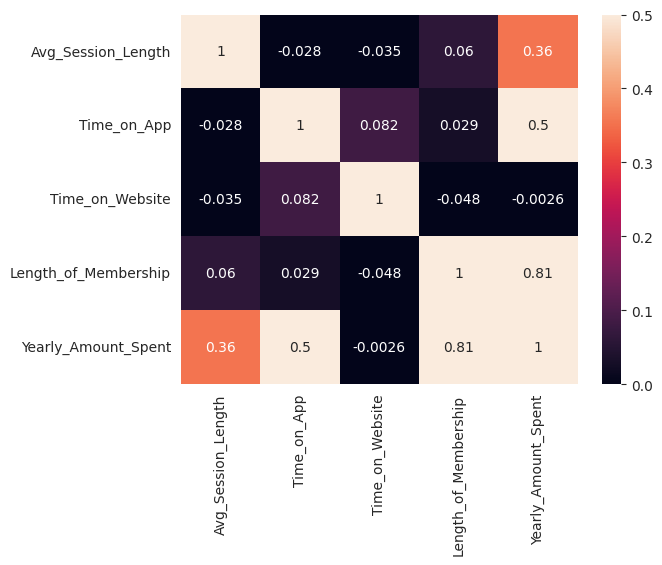 Avg_Session_Length 1 -0.028 -0.035 0.06 0.36
Time_on_App -0.028 1 0.082 0.029 0.5
Time_on_Website -0.035 0.082 1 -0.048 -0.0026
Length_of_Membership 0.06 0.029 -0.048 1 0.81
Yearly_Amount_Spent 0.36 0.5 -0.0026 0.81 1
Avg_Session_Length
Time_on_App
Time_on_Website
Length_of_Membership
Yearly_Amount_Spent
0.5
0.4
0.3
0.2
0.1
0.0